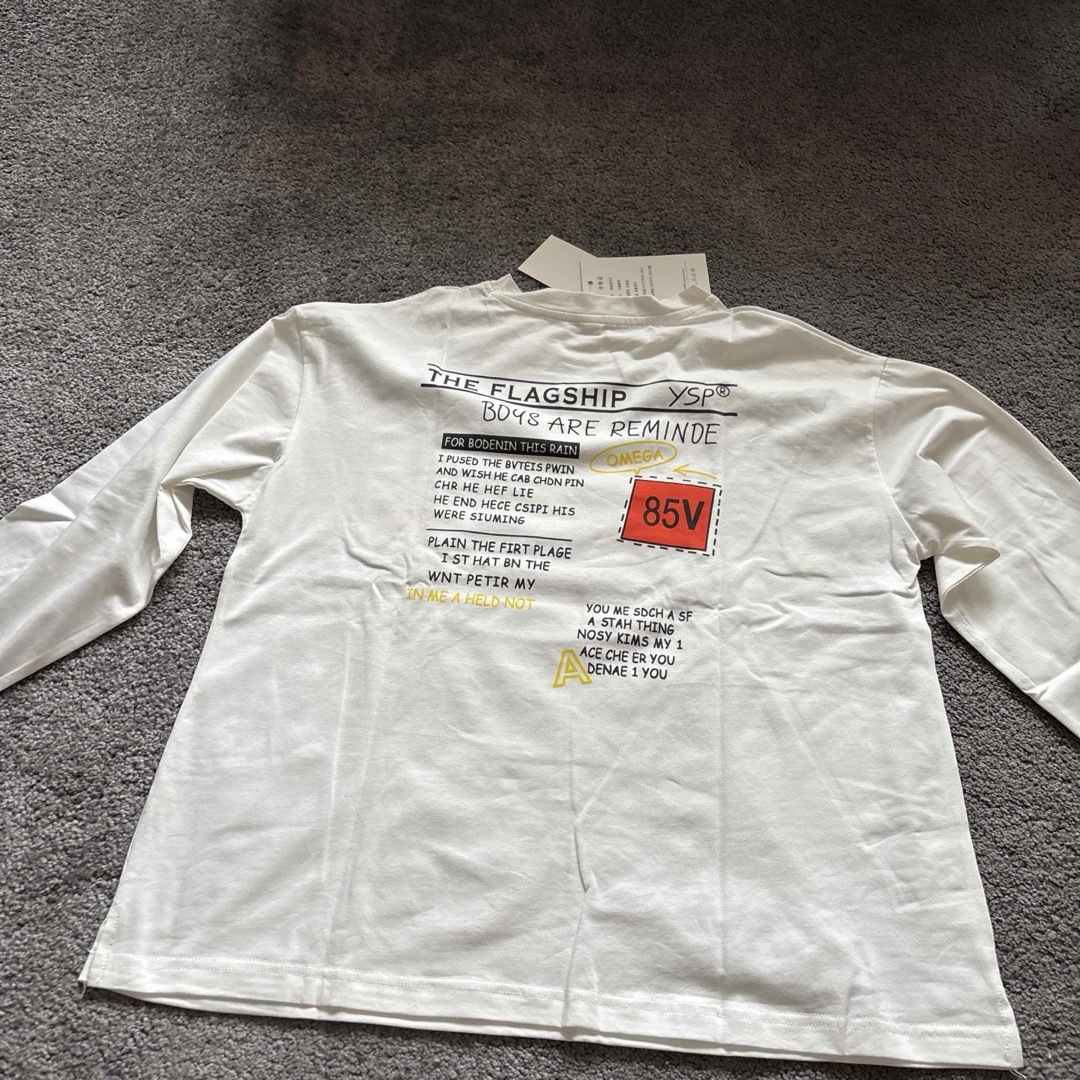 THE FLAGSHIP YSP®
BOYS ARE REMINDE
FOR BODENIN THIS RAIN
I PUSED THE BVTEIS PWIN
AND WISH HE CAB CHDN PIN
CHR HE HEF LIE
HE END HECE CSIPI HIS
WERE SIUMING
OMEGA
85V
PLAIN THE FIRT PLAGE
I ST HAT BN THE
WNT PETIR MY
IN ME A HELD NOT
YOU ME SDCH A SF
A STAH THING
NOSY KIMS MY 1
ACE CHE ER YOU
A DENAE 1 YOU